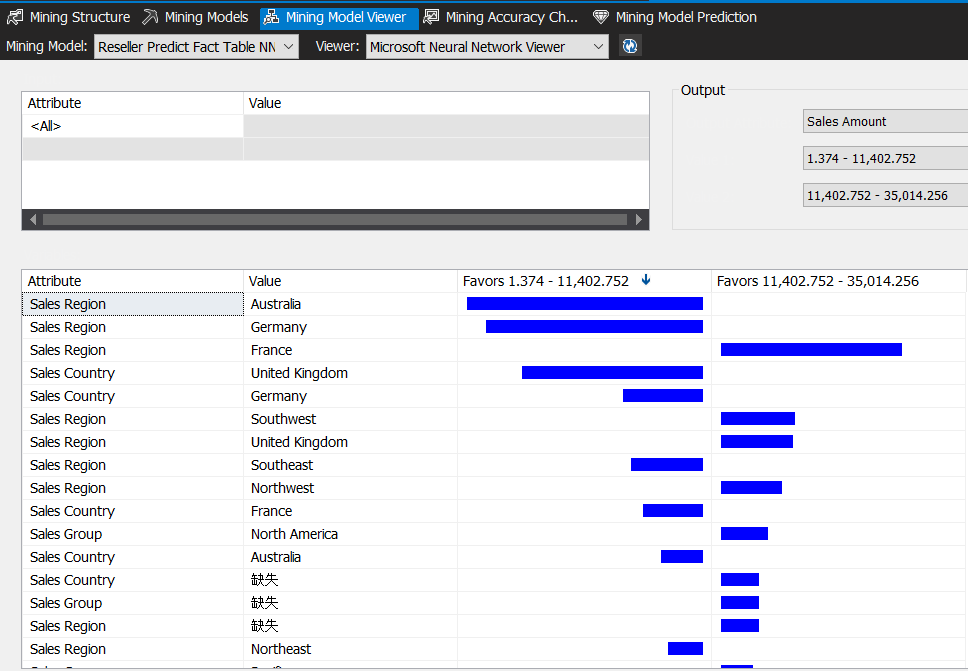 Mining Structure Mining Models Mining Model Viewer Mining Accuracy Ch... Mining Model Prediction
Mining Model: Reseller Predict Fact Table NN Viewer: Microsoft Neural Network Viewer
Output
Attribute Value
<All>
Sales Amount
1.374 - 11,402.752
11,402.752 - 35,014.256
Attribute Value Favors 1.374 - 11,402.752 Favors 11,402.752 - 35,014.256
Sales Region Australia
Sales Region Germany
Sales Region France
Sales Country United Kingdom
Sales Country Germany
Sales Region Southwest
Sales Region United Kingdom
Sales Region Southeast
Sales Region Northwest
Sales Country France
Sales Group North America
Sales Country Australia
Sales Country 缺失
Sales Group 缺失
Sales Region 缺失
Sales Region Northeast